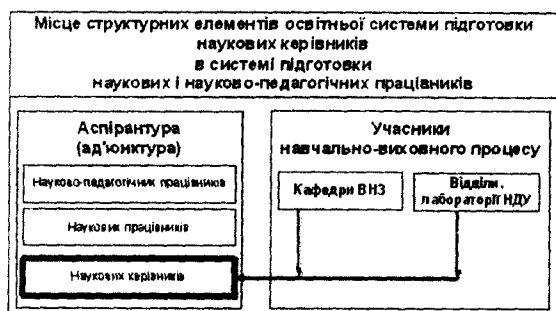 Місце структурних елементів освітньої системи підготовки
наукових керівників
в системі підготовки
наукових і науково-педагогічних працівників
Аспірантура
(ад'юнктура)
Науково-педагогічних працівників
Наукових працівників
Наукових керівників
Учасники
навчально-виховного процесу
Кафедри ВНЗ
Відділи,
лабораторії НДУ